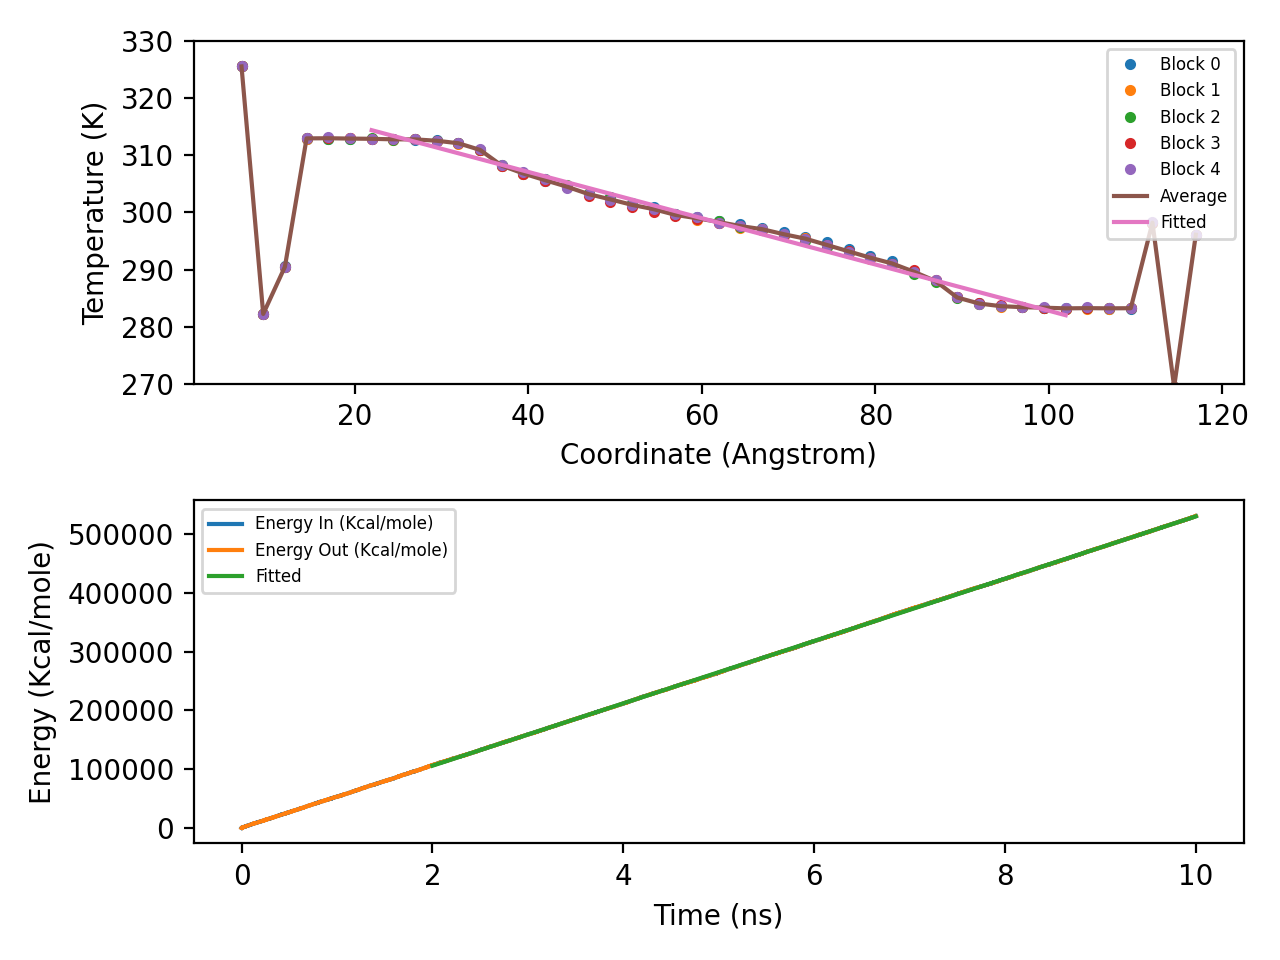 330
320
310
300
290
280
270
Temperature (K)
20
40
60
80
100
120
Coordinate (Angstrom)
Block 0
Block 1
Block 2
Block 3
Block 4
Average
Fitted
500000
400000
300000
200000
100000
0
Energy (Kcal/mole)
0
2
4
6
8
10
Time (ns)
Energy In (Kcal/mole)
Energy Out (Kcal/mole)
Fitted